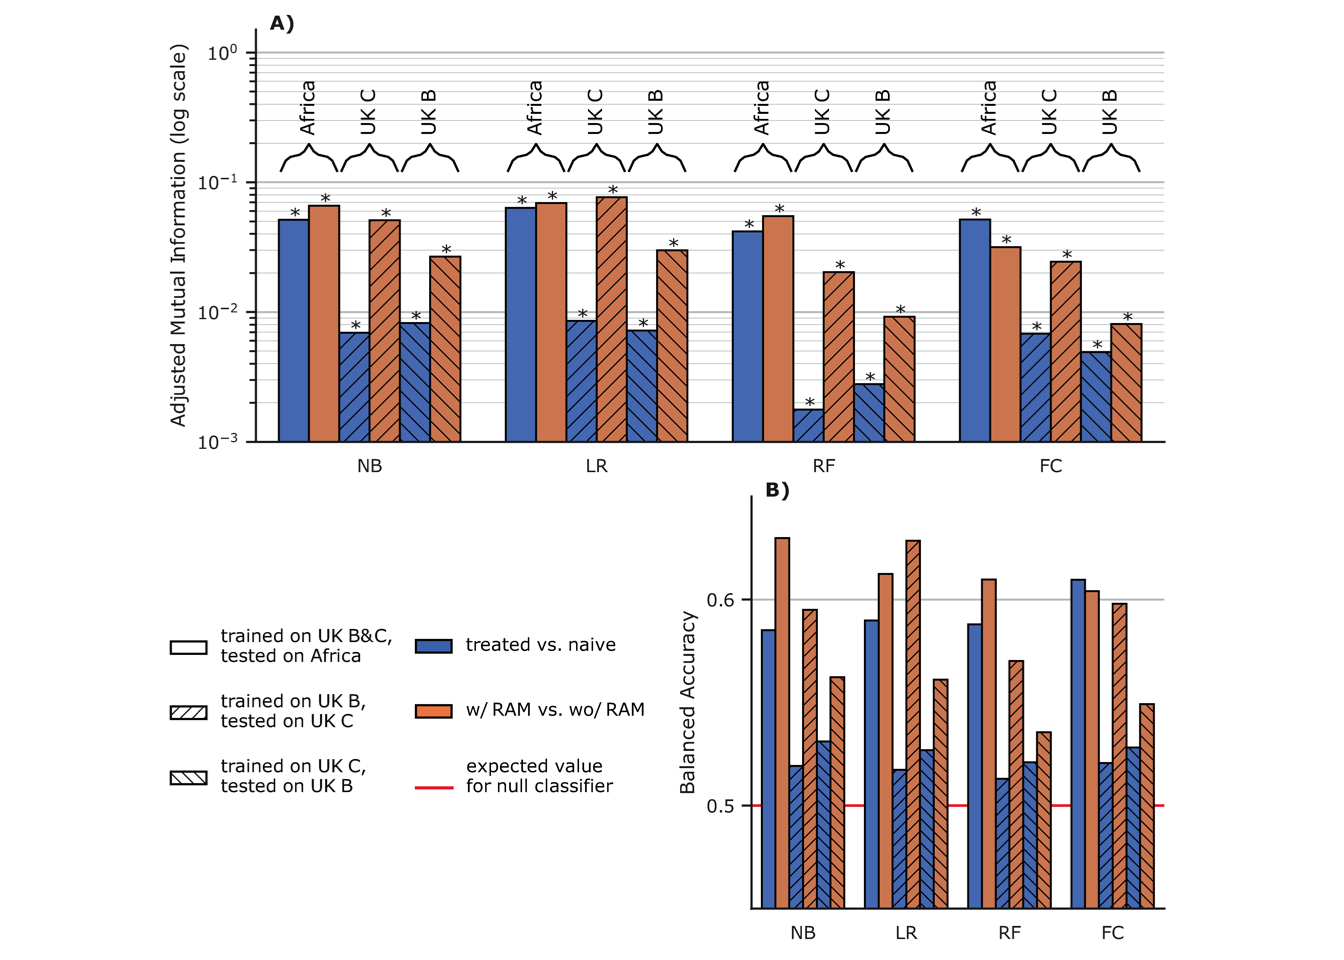 A)
Adjusted Mutual Information (log scale)
10⁰
10⁻¹
10⁻²
10⁻³
Africa
UK C
UK B
Africa
UK C
UK B
Africa
UK C
UK B
Africa
UK C
UK B
* * * * * *
* * * * * *
* * * * * *
* * * * * *
NB
LR
RF
FC
trained on UK B&C,
tested on Africa
trained on UK B,
tested on UK C
trained on UK C,
tested on UK B
treated vs. naive
w/ RAM vs. wo/ RAM
expected value
for null classifier
B)
Balanced Accuracy
0.6
0.5
NB
LR
RF
FC